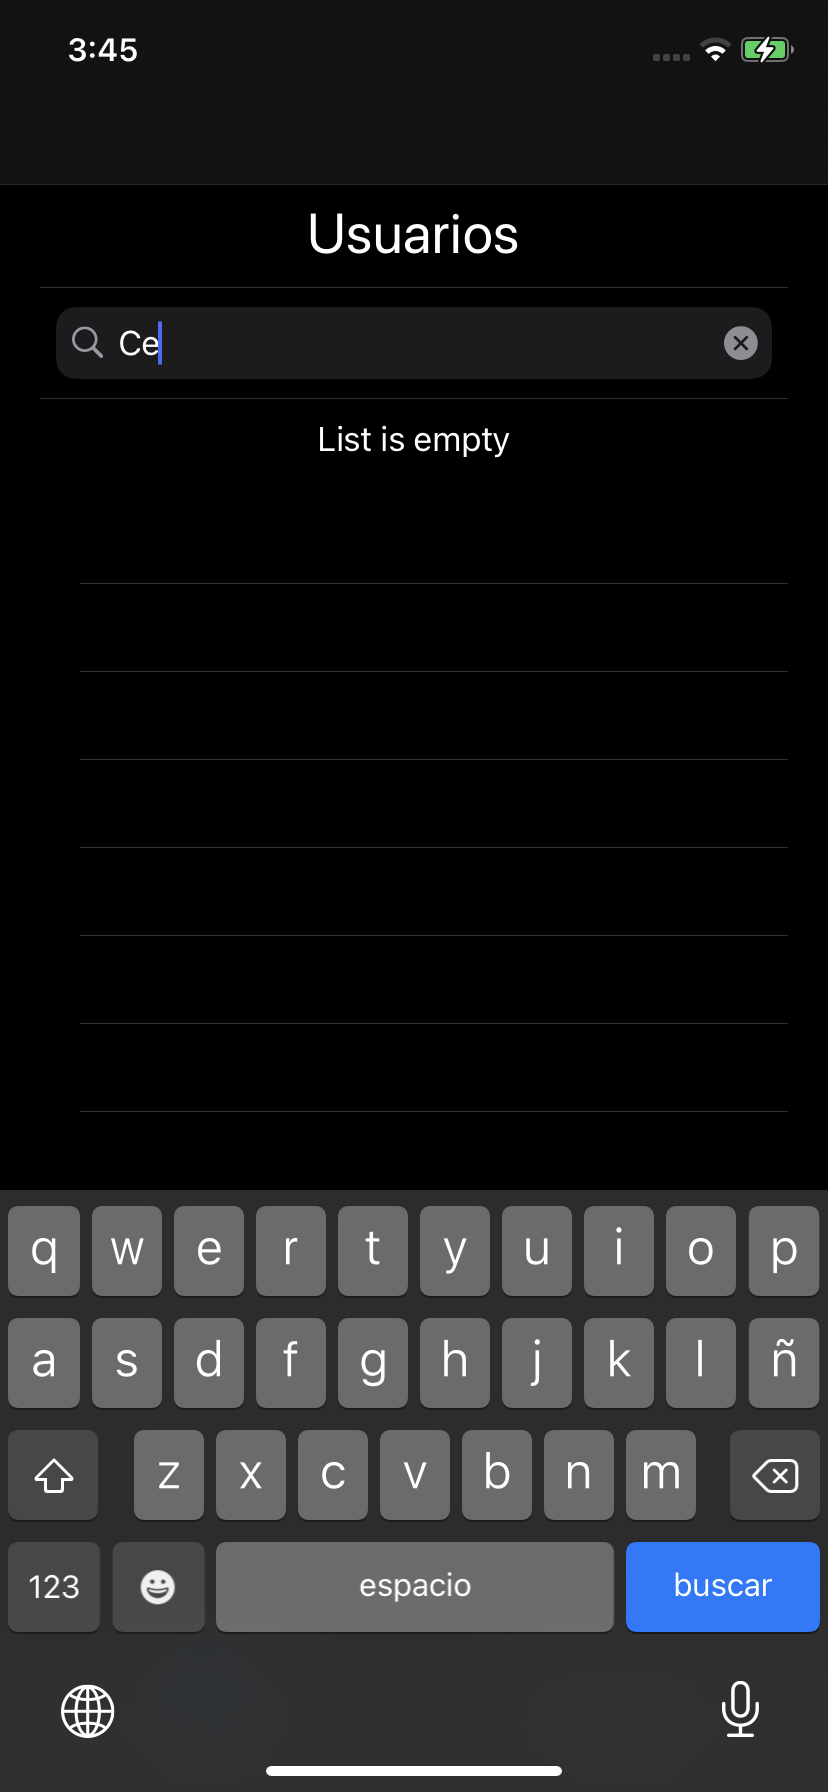 3:45
Usuarios
Ce
List is empty
q w e r t y u i o p
a s d f g h j k l ñ
z x c v b n m
123 espacio buscar